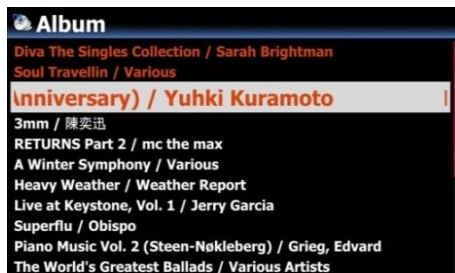 Album
Diva The Singles Collection / Sarah Brightman
Soul Travellin / Various
Anniversary) / Yuhki Kuramoto
3mm / 陳奕迅
RETURNS Part 2 / mc the max
A Winter Symphony / Various
Heavy Weather / Weather Report
Live at Keystone, Vol. 1 / Jerry Garcia
Superflu / Obispo
Piano Music Vol. 2 (Steen-Nøkleberg) / Grieg, Edvard
The World's Greatest Ballads / Various Artists